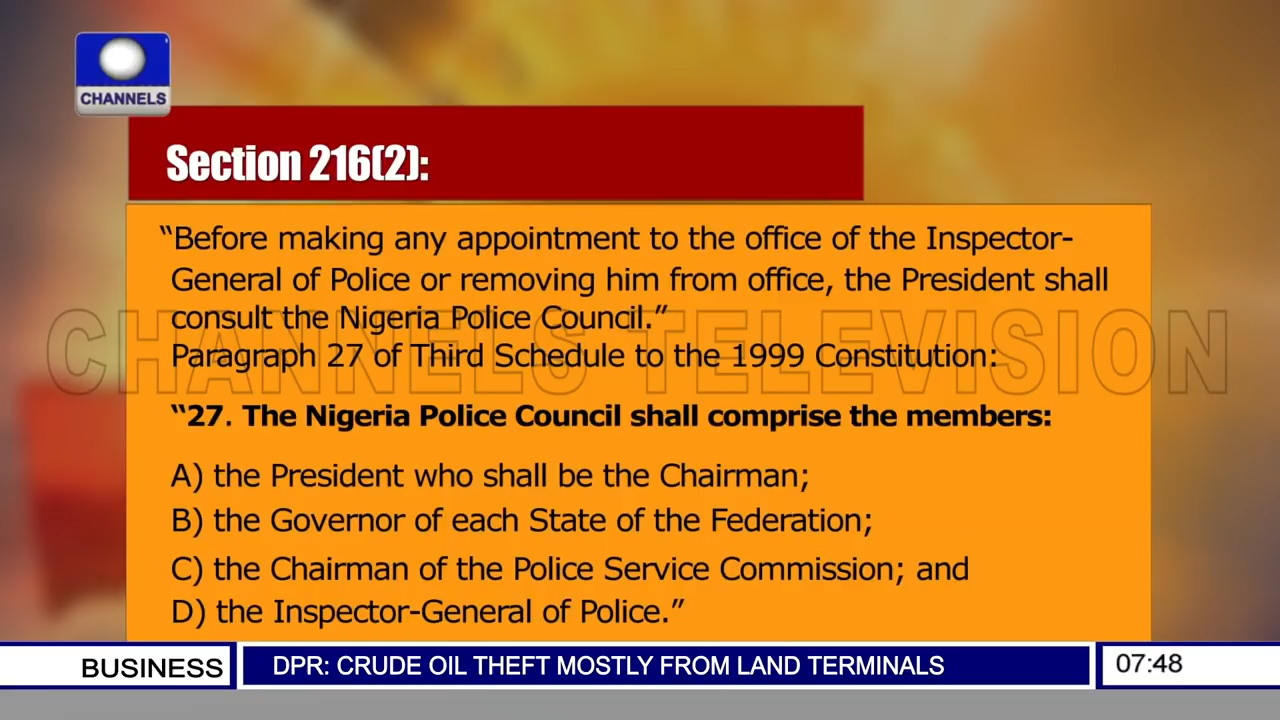 CHANNELS
Section 216(2):
“Before making any appointment to the office of the Inspector-
General of Police or removing him from office, the President shall
consult the Nigeria Police Council.”
Paragraph 27 of Third Schedule to the 1999 Constitution:
CHANNELS TELEVISION
“27. The Nigeria Police Council shall comprise the members:
A) the President who shall be the Chairman;
B) the Governor of each State of the Federation;
C) the Chairman of the Police Service Commission; and
D) the Inspector-General of Police.”
BUSINESS
DPR: CRUDE OIL THEFT MOSTLY FROM LAND TERMINALS
07:48